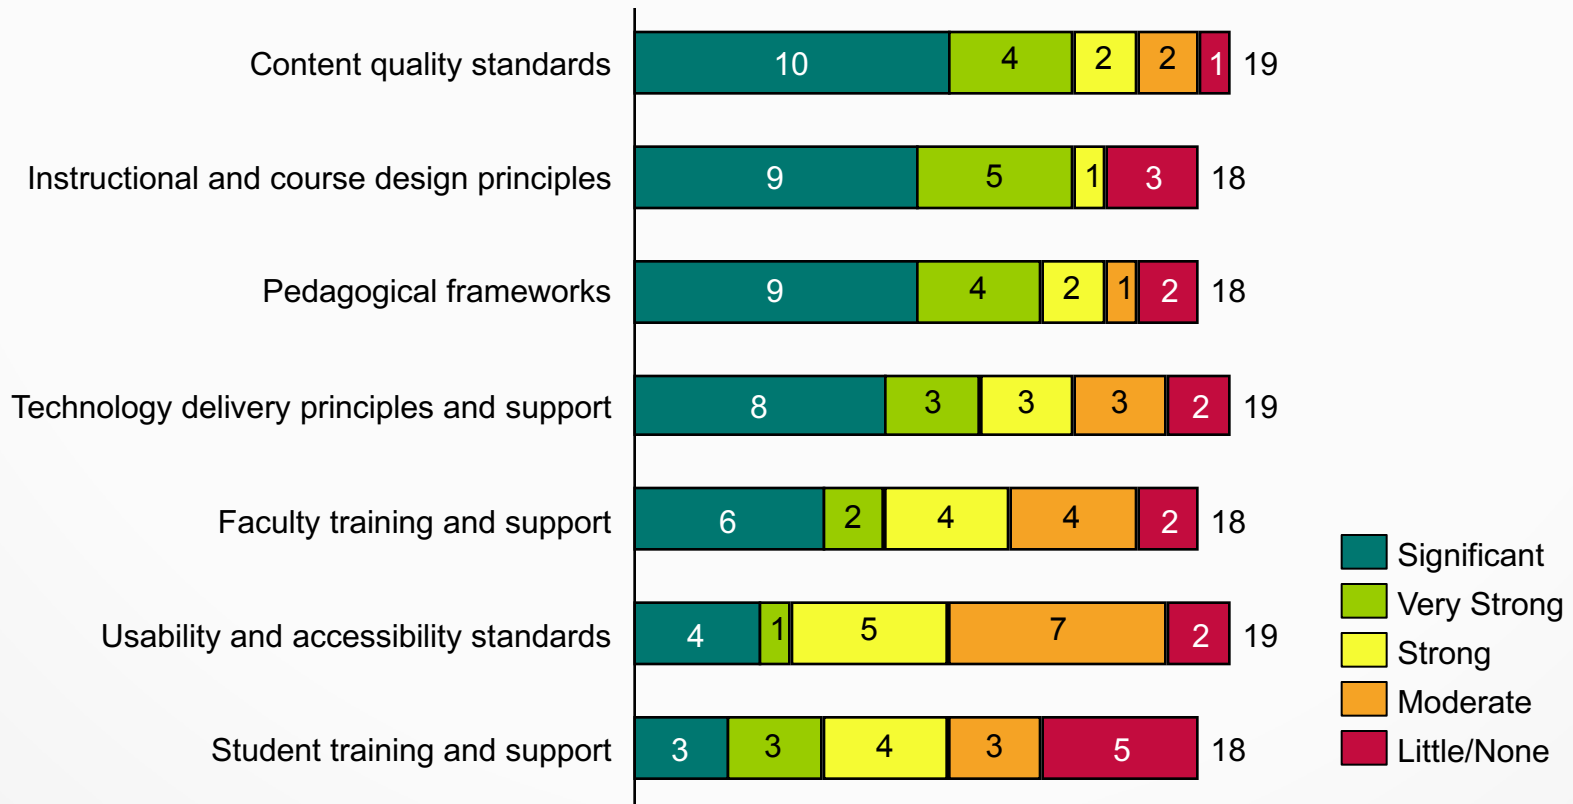 Content quality standards 10 4 2 2 1 19
Instructional and course design principles 9 5 1 3 18
Pedagogical frameworks 9 4 2 1 2 18
Technology delivery principles and support 8 3 3 3 2 19
Faculty training and support 6 2 4 4 2 18
Usability and accessibility standards 4 1 5 7 2 19
Student training and support 3 3 4 3 5 18
Significant
Very Strong
Strong
Moderate
Little/None